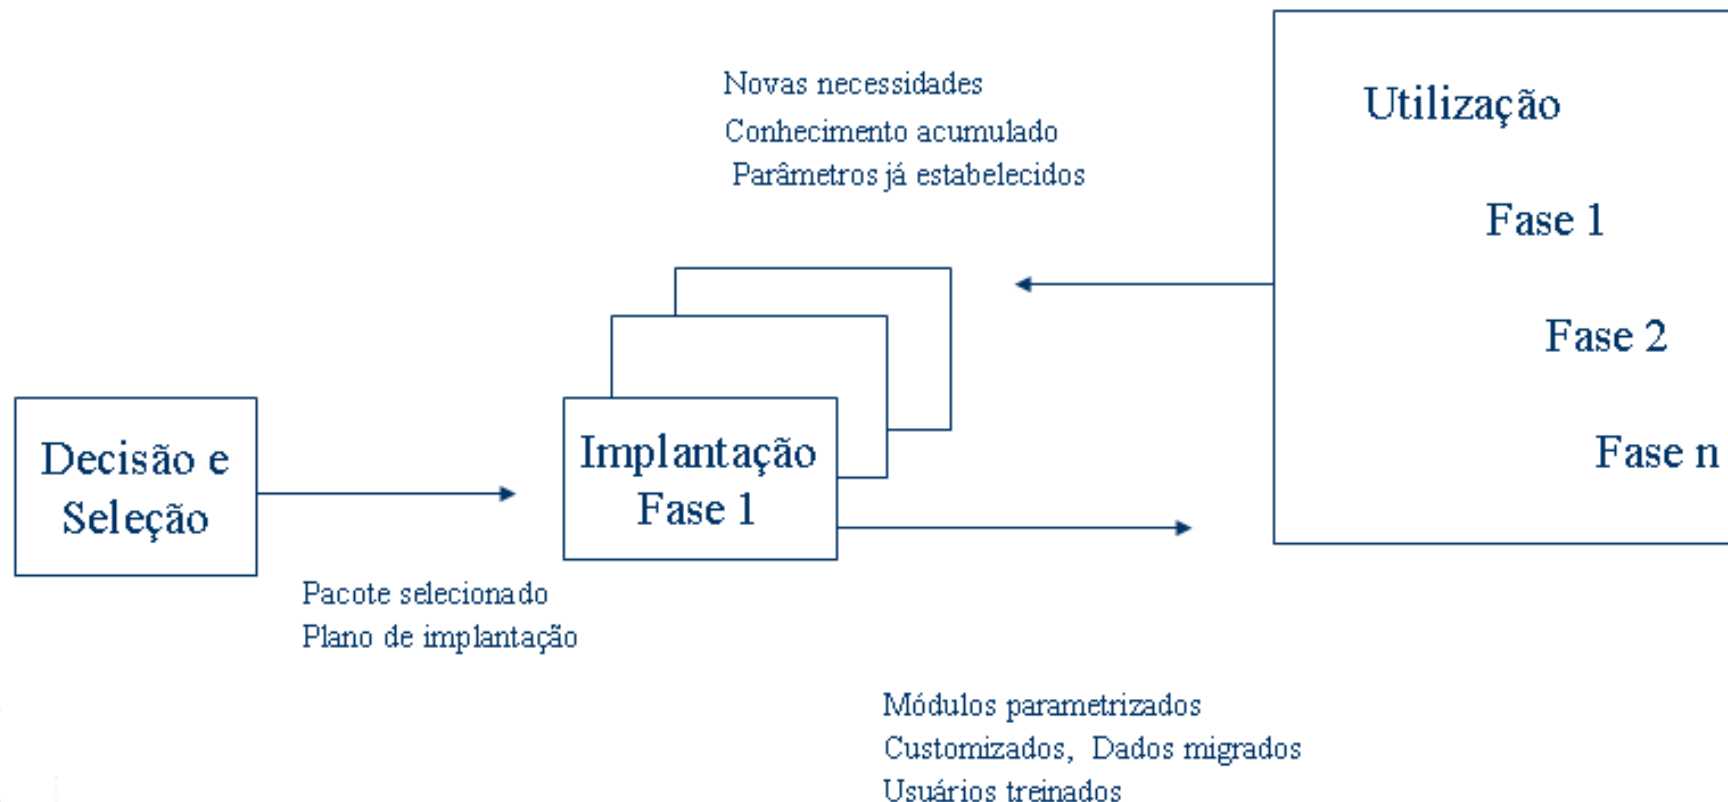 Novas necessidades
Conhecimento acumulado
Parâmetros já estabelecidos
Utilização
Fase 1
Fase 2
Fase n
Decisão e
Seleção
Implantação
Fase 1
Pacote selecionado
Plano de implantação
Módulos parametrizados
Customizados, Dados migrados
Usuários treinados